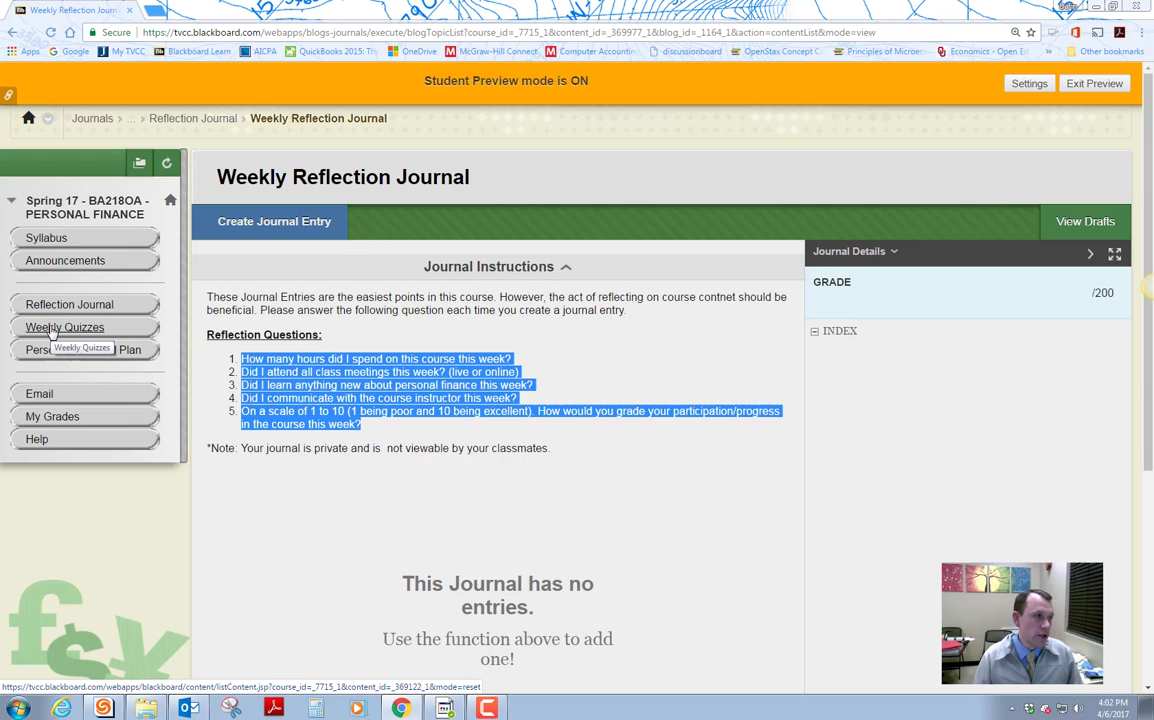 Weekly Reflection Journ
Secure
https://tvcc.blackboard.com/webapps/blogs-journals/execute/blogTopicList?course_id=_7715_1&content_id=_369977_1&blog_id=_1164_1&action=contentList&mode=view
Apps Google My TVCC Blackboard Learn AICPA QuickBooks 2015: Th OneDrive McGraw-Hill Connect Computer Accountin discussionboard OpenStax Concept C Principles of Microec Economics - Open Ed » Other bookmarks
Student Preview mode is ON
Settings
Exit Preview
Journals > ... > Reflection Journal > Weekly Reflection Journal
Spring 17 - BA218OA -
PERSONAL FINANCE
Syllabus
Announcements
Reflection Journal
Weekly Quizzes
Weekly Quizzes
Pers l Plan
Email
My Grades
Help
Weekly Reflection Journal
Create Journal Entry
View Drafts
Journal Instructions
These Journal Entries are the easiest points in this course. However, the act of reflecting on course contnet should be
beneficial. Please answer the following question each time you create a journal entry.
Reflection Questions:
1. How many hours did I spend on this course this week?
2. Did I attend all class meetings this week? (live or online)
3. Did I learn anything new about personal finance this week?
4. Did I communicate with the course instructor this week?
5. On a scale of 1 to 10 (1 being poor and 10 being excellent). How would you grade your participation/progress
in the course this week?
*Note: Your journal is private and is not viewable by your classmates.
This Journal has no
entries.
Use the function above to add
one!
Journal Details
GRADE
/200
INDEX
https://tvcc.blackboard.com/webapps/blackboard/content/listContent.jsp?course_id=_7715_1&content_id=_369122_1&mode=reset
4:02 PM
4/6/2017